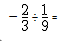 -2/3 ÷ 1/9 =